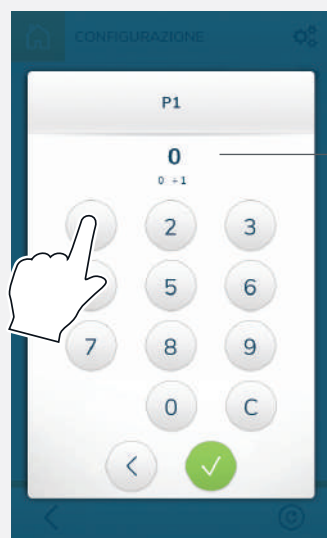 CONFIGURAZIONE
P1
0
0 ÷ 1
2 3
5 6
7 8 9
0 C